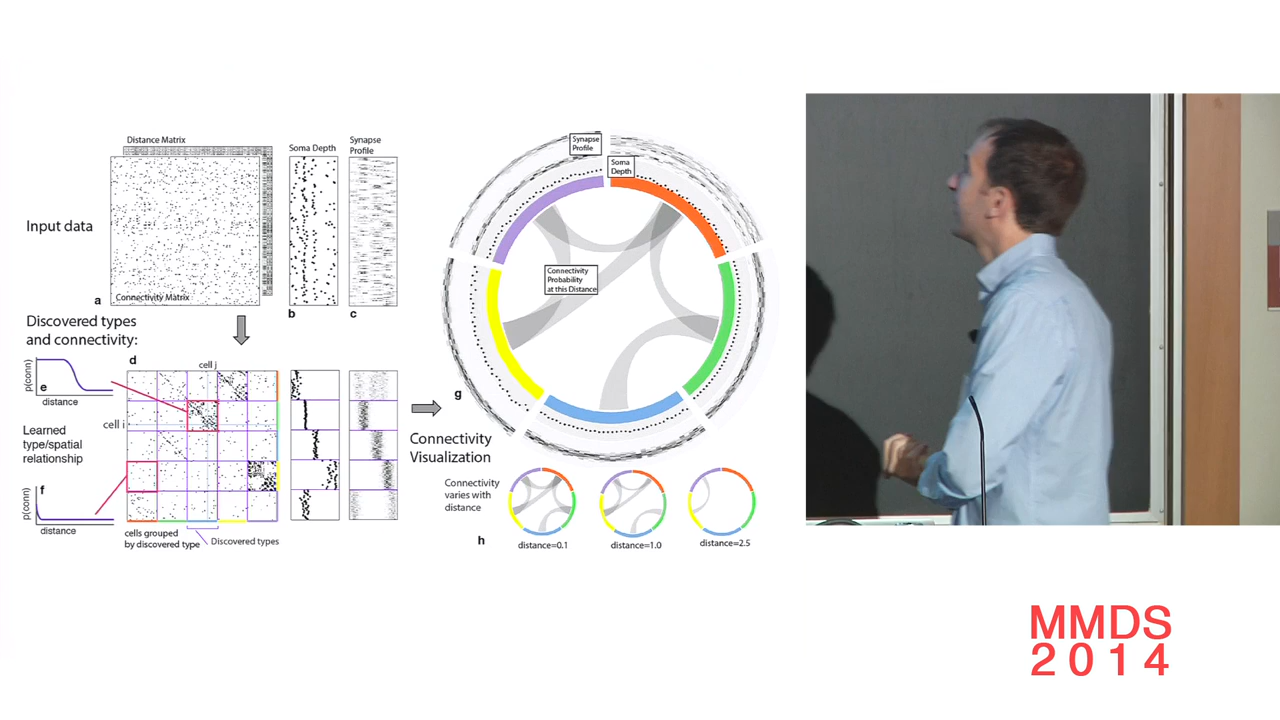 Distance Matrix
Soma Depth
Synapse
Profile
Input data
a
Connectivity Matrix
b
c
Discovered types
and connectivity:
d
cell j
p(conn)
e
distance
cell i
Learned
type/spatial
relationship
p(conn)
f
distance
cells grouped
by discovered type
Discovered types
Synapse
Profile
Soma
Depth
Connectivity
Probability
at this Distance
g
Connectivity
Visualization
Connectivity
varies with
distance
h
distance=0.1
distance=1.0
distance=2.5
MMDS
2014